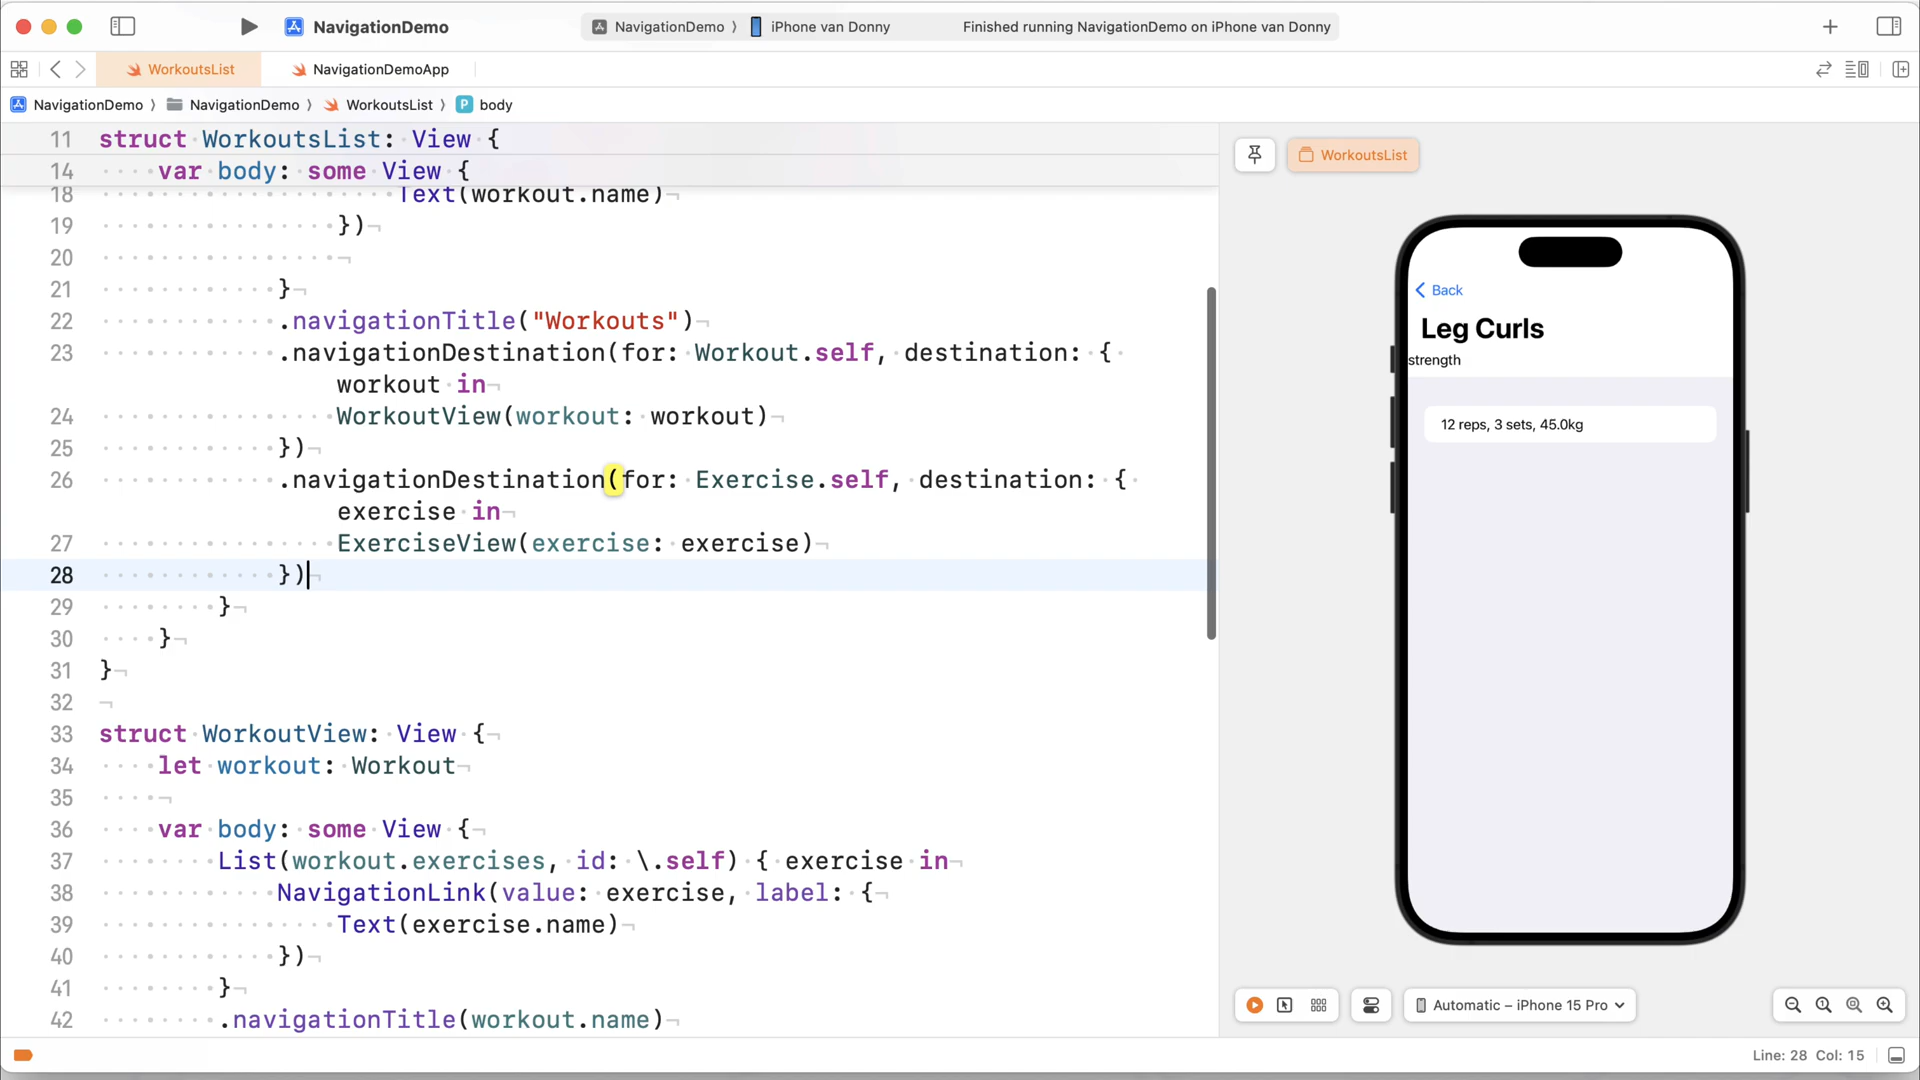 NavigationDemo
NavigationDemo 〉 iPhone van Donny
Finished running NavigationDemo on iPhone van Donny
WorkoutsList
NavigationDemoApp
NavigationDemo 〉 NavigationDemo 〉 WorkoutsList 〉 P body
11 struct WorkoutsList: View {
14 var body: some View {
18 Text(workout.name)
19 })
20
21 }
22 .navigationTitle("Workouts")
23 .navigationDestination(for: Workout.self, destination: {
workout in
24 WorkoutView(workout: workout)
25 })
26 .navigationDestination(for: Exercise.self, destination: {
exercise in
27 ExerciseView(exercise: exercise)
28 })
29 }
30 }
31 }
32
33 struct WorkoutView: View {
34 let workout: Workout
35
36 var body: some View {
37 List(workout.exercises, id: \.self) { exercise in
38 NavigationLink(value: exercise, label: {
39 Text(exercise.name)
40 })
41 }
42 .navigationTitle(workout.name)
WorkoutsList
Back
Leg Curls
strength
12 reps, 3 sets, 45.0kg
Automatic – iPhone 15 Pro
Line: 28 Col: 15